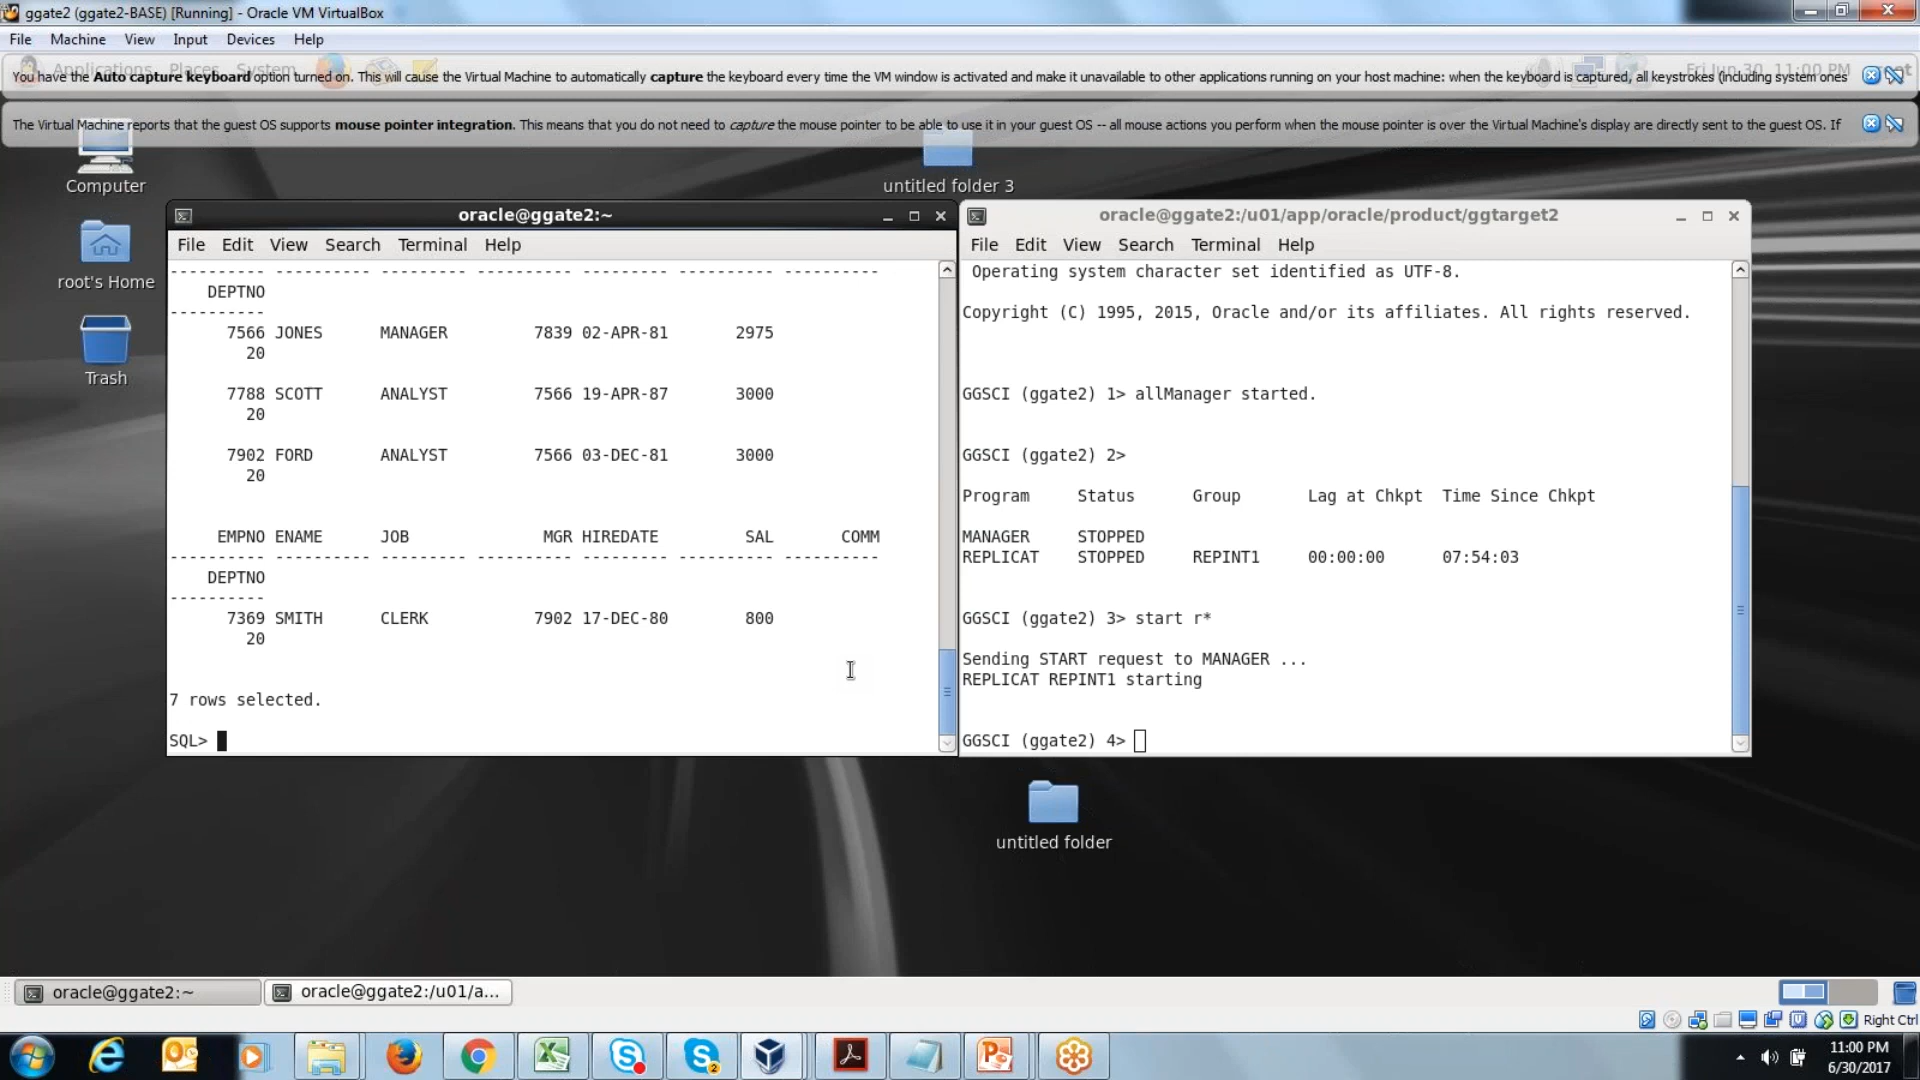 ggate2 (ggate2-BASE) [Running] - Oracle VM VirtualBox
File Machine View Input Devices Help
Applications Places System Fri Jun 30, 11:00 PM
You have the Auto capture keyboard option turned on. This will cause the Virtual Machine to automatically capture the keyboard every time the VM window is activated and make it unavailable to other applications running on your host machine: when the keyboard is captured, all keystrokes (including system ones
The Virtual Machine reports that the guest OS supports mouse pointer integration. This means that you do not need to capture the mouse pointer to be able to use it in your guest OS -- all mouse actions you perform when the mouse pointer is over the Virtual Machine's display are directly sent to the guest OS. If
Computer
untitled folder 3
root's Home
Trash
oracle@ggate2:~
File Edit View Search Terminal Help
---------- ---------- --------- ---------- --------- ---------- ----------
DEPTNO
----------
7566 JONES MANAGER 7839 02-APR-81 2975
20
7788 SCOTT ANALYST 7566 19-APR-87 3000
20
7902 FORD ANALYST 7566 03-DEC-81 3000
20
EMPNO ENAME JOB MGR HIREDATE SAL COMM
---------- ---------- --------- ---------- --------- ---------- ----------
DEPTNO
----------
7369 SMITH CLERK 7902 17-DEC-80 800
20
7 rows selected.
SQL>
oracle@ggate2:/u01/app/oracle/product/ggtarget2
File Edit View Search Terminal Help
Operating system character set identified as UTF-8.
Copyright (C) 1995, 2015, Oracle and/or its affiliates. All rights reserved.
GGSCI (ggate2) 1> allManager started.
GGSCI (ggate2) 2>
Program Status Group Lag at Chkpt Time Since Chkpt
MANAGER STOPPED
REPLICAT STOPPED REPINT1 00:00:00 07:54:03
GGSCI (ggate2) 3> start r*
Sending START request to MANAGER ...
REPLICAT REPINT1 starting
GGSCI (ggate2) 4>
untitled folder
oracle@ggate2:~
oracle@ggate2:/u01/a...
Right Ctrl
2
11:00 PM
6/30/2017